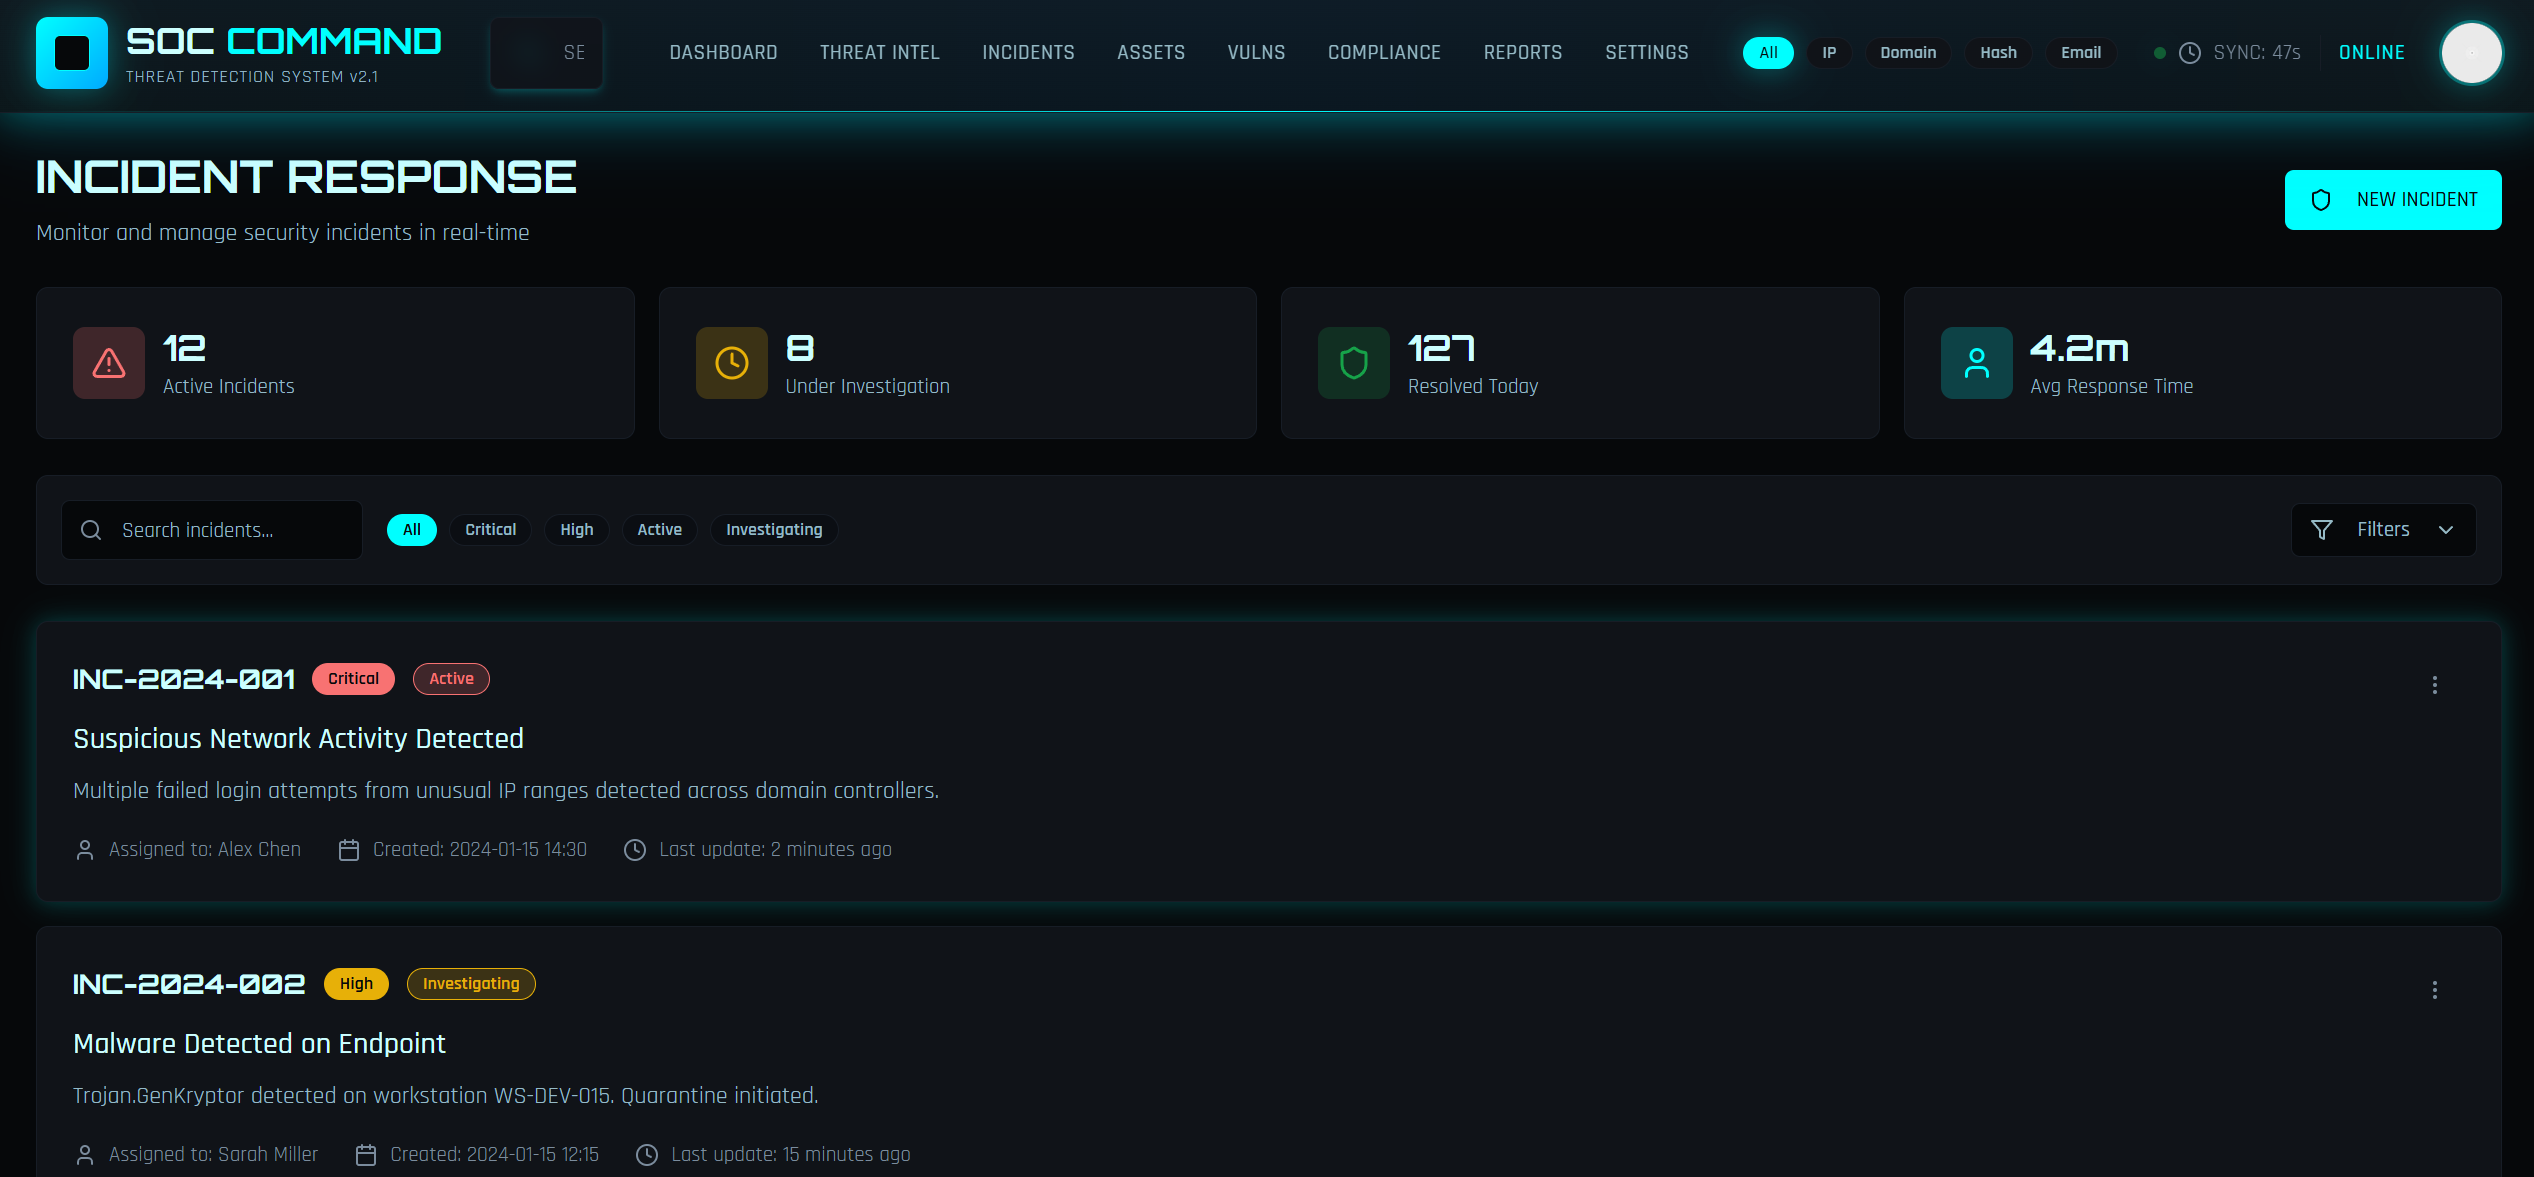 SOC COMMAND
THREAT DETECTION SYSTEM v2.1
SE
DASHBOARD THREAT INTEL INCIDENTS ASSETS VULNS COMPLIANCE REPORTS SETTINGS
All IP Domain Hash Email
SYNC: 47s
ONLINE
INCIDENT RESPONSE
Monitor and manage security incidents in real-time
NEW INCIDENT
12
Active Incidents
8
Under Investigation
127
Resolved Today
4.2m
Avg Response Time
Search incidents...
All Critical High Active Investigating
Filters
INC-2024-001 Critical Active
Suspicious Network Activity Detected
Multiple failed login attempts from unusual IP ranges detected across domain controllers.
Assigned to: Alex Chen Created: 2024-01-15 14:30 Last update: 2 minutes ago
INC-2024-002 High Investigating
Malware Detected on Endpoint
Trojan.GenKryptor detected on workstation WS-DEV-015. Quarantine initiated.
Assigned to: Sarah Miller Created: 2024-01-15 12:15 Last update: 15 minutes ago